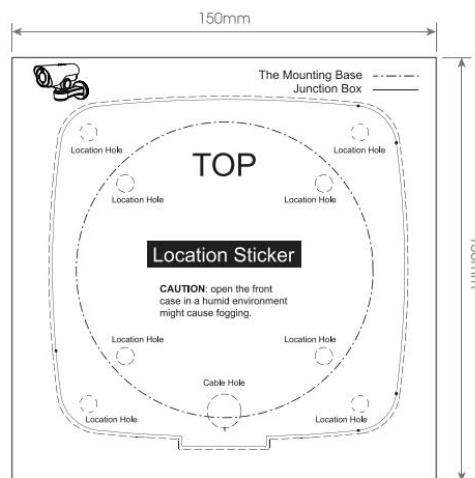 150mm
The Mounting Base
Junction Box
Location Hole
Location Hole
TOP
Location Hole
Location Hole
Location Sticker
CAUTION: open the front
case in a humid environment
might cause fogging.
Location Hole
Location Hole
Cable Hole
Location Hole
Location Hole